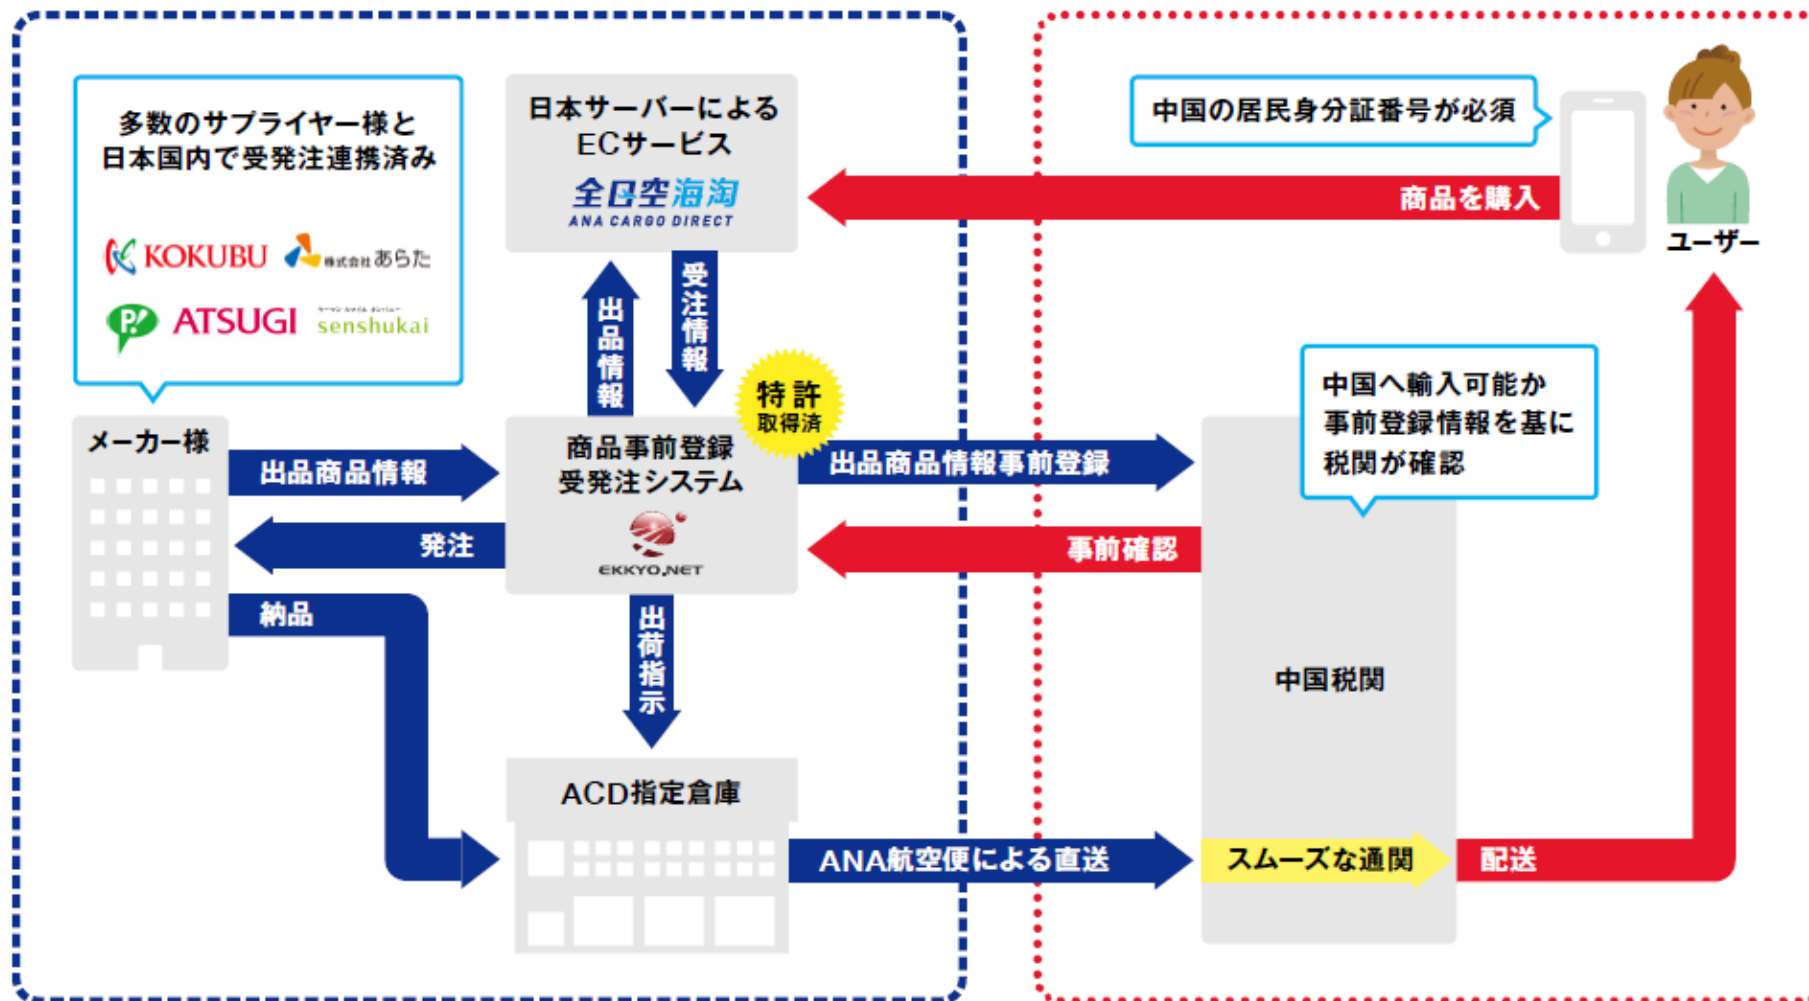 多数のサプライヤー様と
日本国内で受発注連携済み
KOKUBU
株式会社あらた
P!
ATSUGI
senshukai
日本サーバーによる
ECサービス
全日空海淘
ANA CARGO DIRECT
中国の居民身分証番号が必須
商品を購入
ユーザー
出品情報
受注情報
特許
取得済
メーカー様
出品商品情報
発注
納品
商品事前登録
受発注システム
EKKYO.NET
出品商品情報事前登録
事前確認
中国へ輸入可能か
事前登録情報を基に
税関が確認
中国税関
出荷指示
ACD指定倉庫
ANA航空便による直送
スムーズな通関
配送